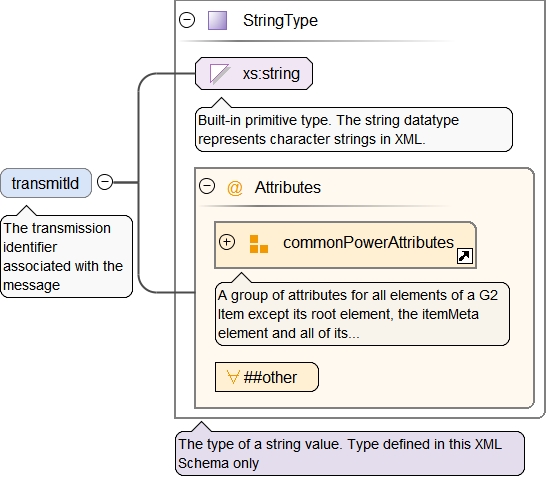 StringType
xs:string
Built-in primitive type. The string datatype
represents character strings in XML.
transmitId
The transmission
identifier
associated with the
message
@ Attributes
commonPowerAttributes
A group of attributes for all elements of a G2
Item except its root element, the itemMeta
element and all of its...
##other
The type of a string value. Type defined in this XML
Schema only